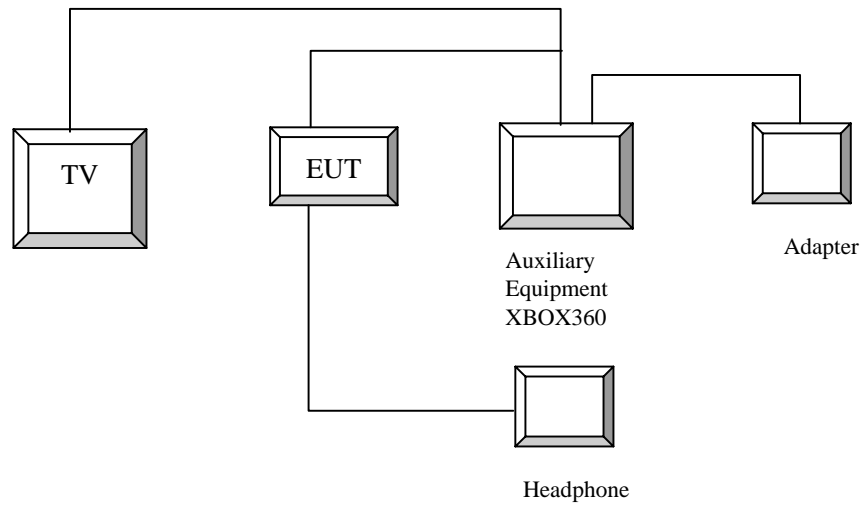 TV
EUT
Auxiliary
Equipment
XBOX360
Adapter
Headphone